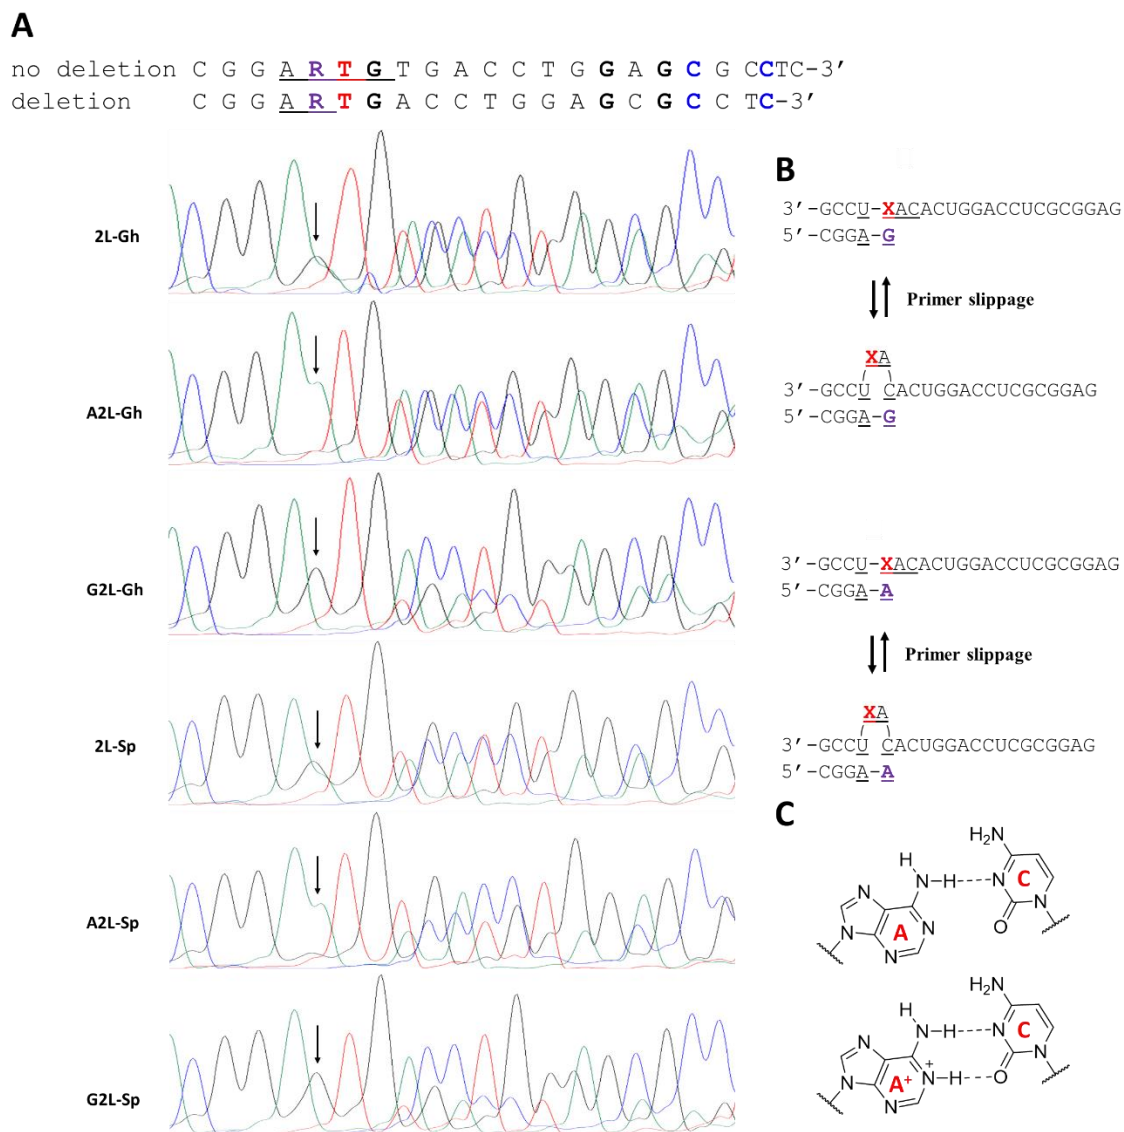 A
no deletion C G G A R T G T G A C C T G G A G C G C C T C-3′
deletion C G G A R T G A C C T G G A G C G C C T C-3′
2L-Gh
A2L-Gh
G2L-Gh
2L-Sp
A2L-Sp
G2L-Sp
B
3′-GCCU-XACACUGGACCUCGCGGAG
5′-CGGA-G
Primer slippage
XA
3′-GCCU CACUGGACCUCGCGGAG
5′-CGGA-G
3′-GCCU-XACACUGGACCUCGCGGAG
5′-CGGA-A
Primer slippage
XA
3′-GCCU CACUGGACCUCGCGGAG
5′-CGGA-A
C
H₂N
H
N-H N C
N N
A N O
N N
H₂N
H
N-H N C
N + N
A⁺ N-H O
N N